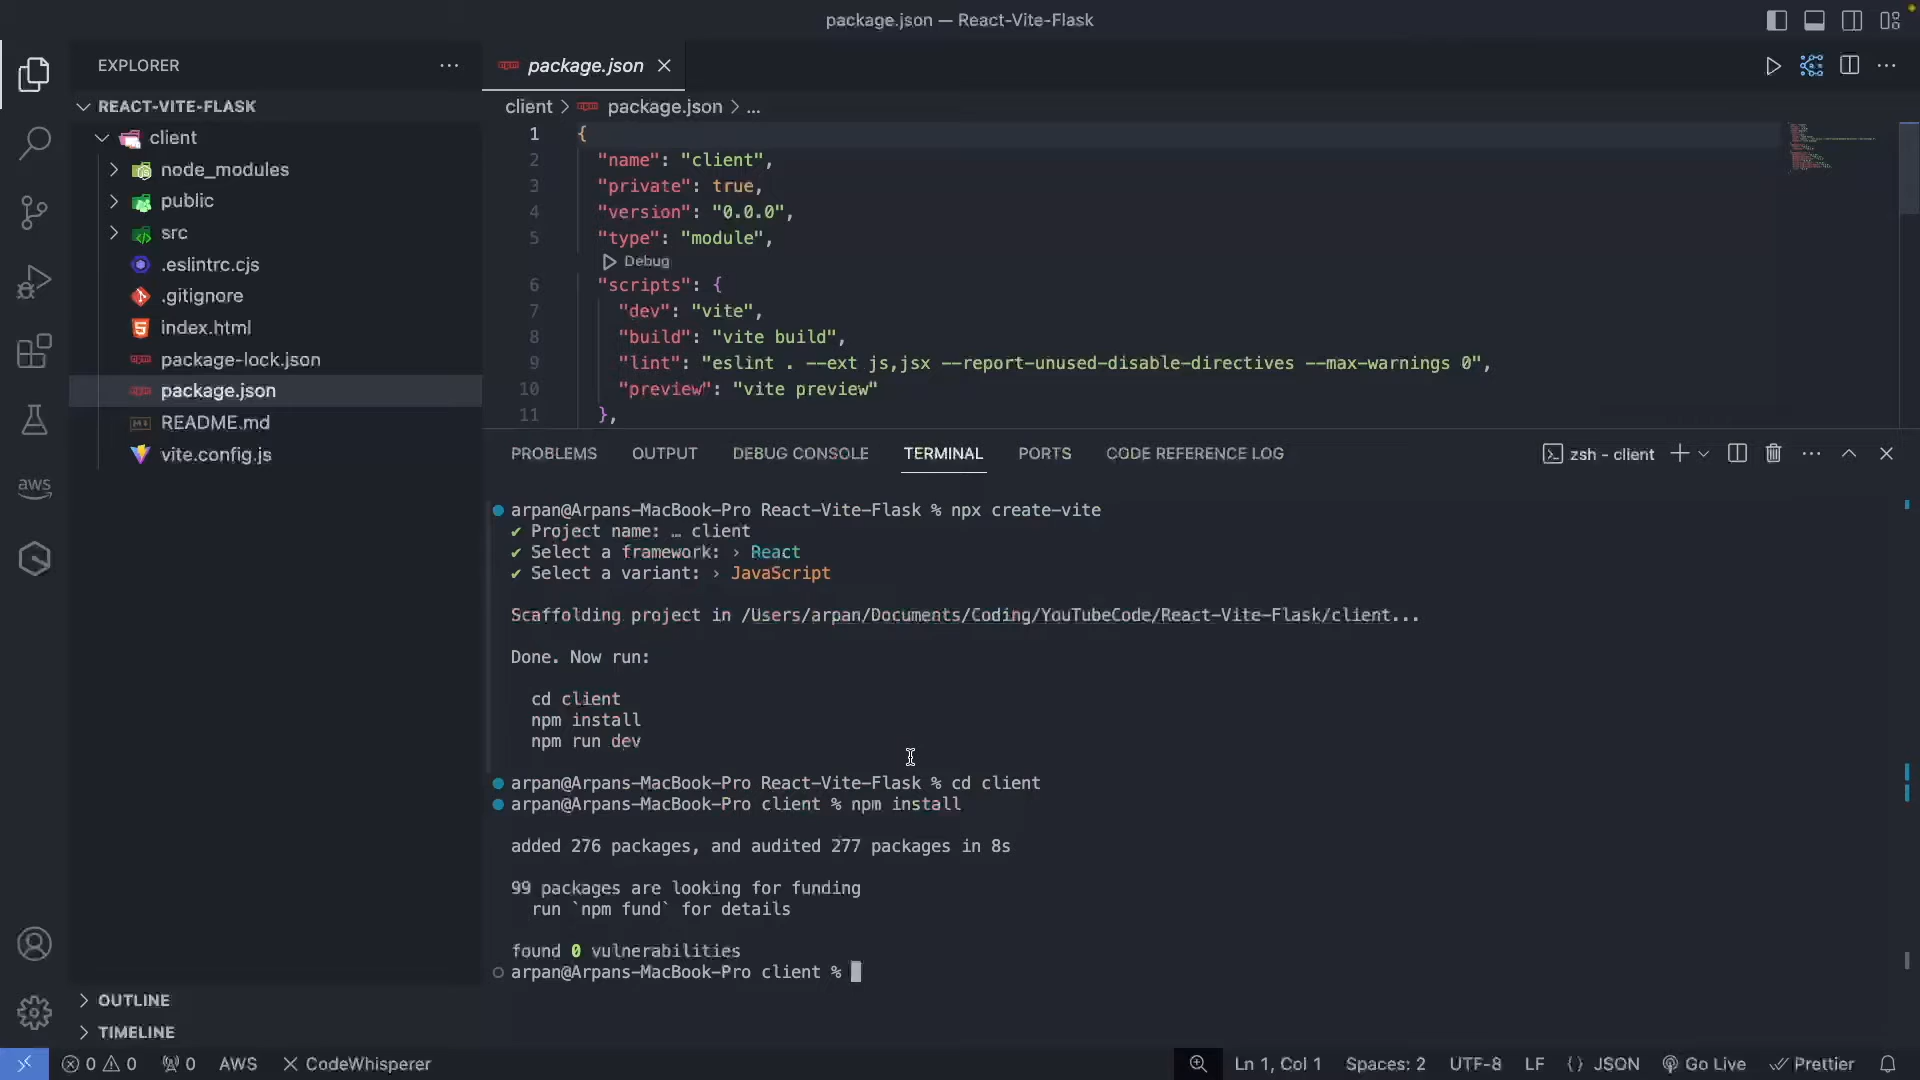 package.json — React-Vite-Flask
EXPLORER
REACT-VITE-FLASK
client
node_modules
public
src
.eslintrc.cjs
.gitignore
index.html
package-lock.json
package.json
README.md
vite.config.js
OUTLINE
TIMELINE
aws
package.json
client > package.json > ...
1 {
2 "name": "client",
3 "private": true,
4 "version": "0.0.0",
5 "type": "module",
Debug
6 "scripts": {
7 "dev": "vite",
8 "build": "vite build",
9 "lint": "eslint . --ext js,jsx --report-unused-disable-directives --max-warnings 0",
10 "preview": "vite preview"
11 },
PROBLEMS OUTPUT DEBUG CONSOLE TERMINAL PORTS CODE REFERENCE LOG zsh - client
arpan@Arpans-MacBook-Pro React-Vite-Flask % npx create-vite
✔ Project name: … client
✔ Select a framework: › React
✔ Select a variant: › JavaScript
Scaffolding project in /Users/arpan/Documents/Coding/YouTubeCode/React-Vite-Flask/client...
Done. Now run:
cd client
npm install
npm run dev
arpan@Arpans-MacBook-Pro React-Vite-Flask % cd client
arpan@Arpans-MacBook-Pro client % npm install
added 276 packages, and audited 277 packages in 8s
99 packages are looking for funding
run `npm fund` for details
found 0 vulnerabilities
arpan@Arpans-MacBook-Pro client %
0 0 0 AWS CodeWhisperer Ln 1, Col 1 Spaces: 2 UTF-8 LF {} JSON Go Live Prettier